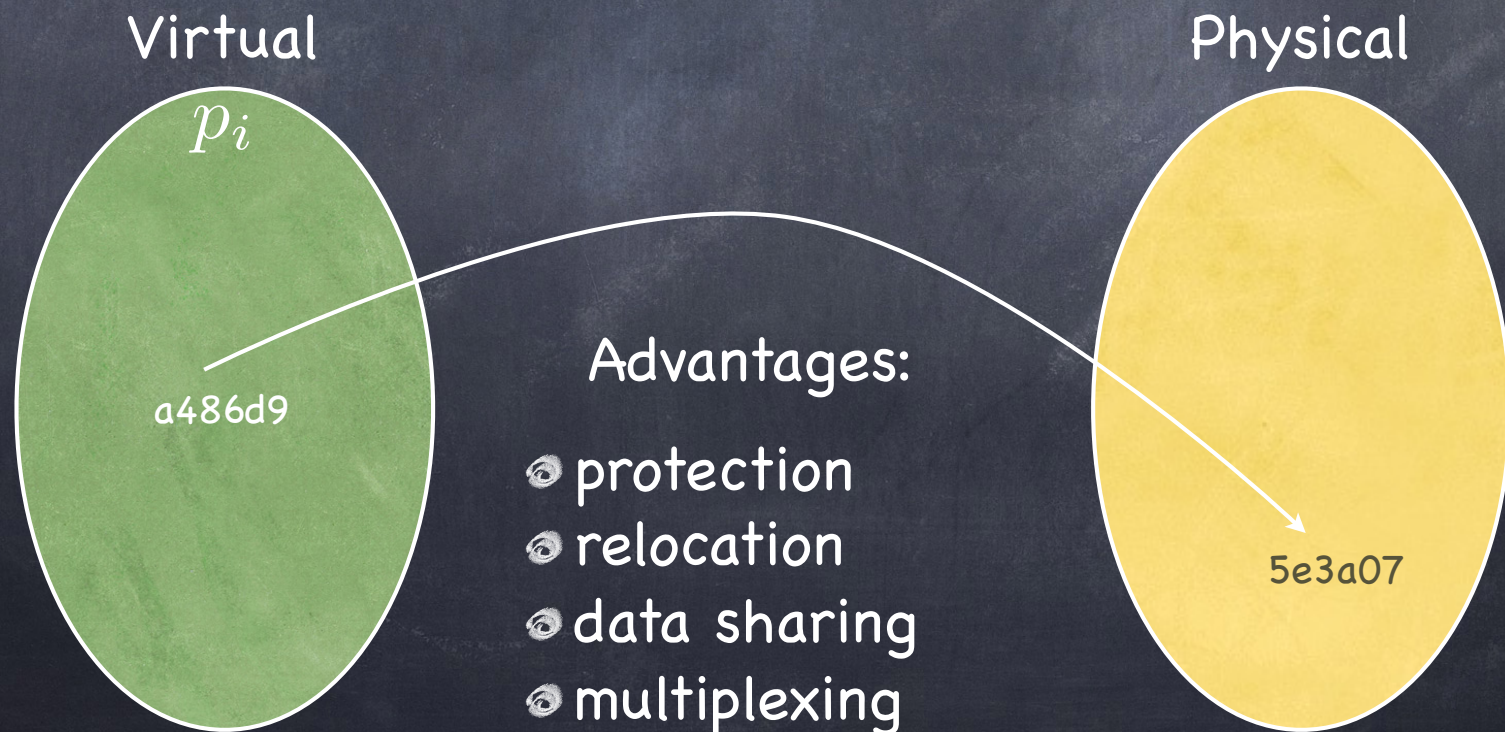 Virtual
Physical
p_i
a486d9
Advantages:
protection
relocation
data sharing
multiplexing
5e3a07